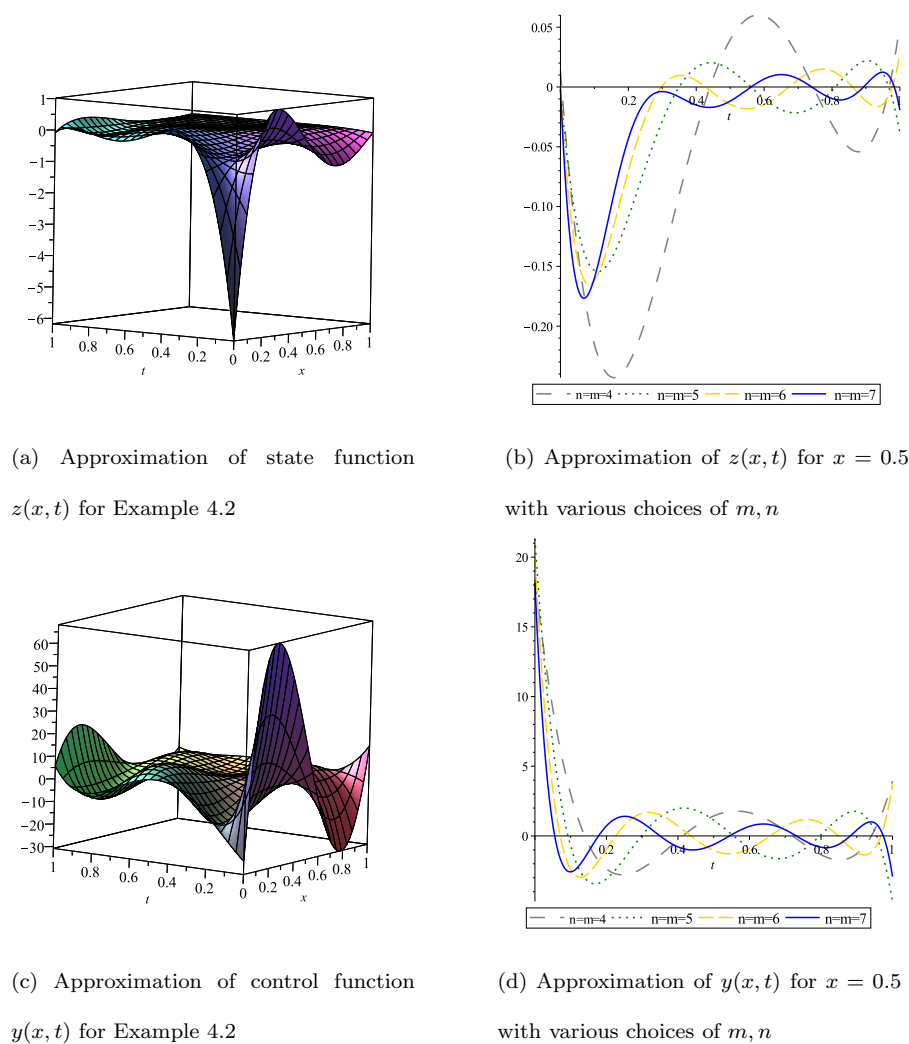 1
0
−1
−2
−3
−4
−5
−6
1 0.8 0.6 0.4 0.2 0 0.2 0.4 0.6 0.8 1
t x
0.05
0
−0.05
−0.10
−0.15
−0.20
0.2 0.4 0.6 0.8 1
t
n=m=4 n=m=5 n=m=6 n=m=7
(a) Approximation of state function
z(x, t) for Example 4.2
(b) Approximation of z(x, t) for x = 0.5
with various choices of m, n
60
50
40
30
20
10
0
−10
−20
−30
1 0.8 0.6 0.4 0.2 0 0.2 0.4 0.6 0.8 1
t x
20
15
10
5
0
0.2 0.4 0.6 0.8 1
t
n=m=4 n=m=5 n=m=6 n=m=7
(c) Approximation of control function
y(x, t) for Example 4.2
(d) Approximation of y(x, t) for x = 0.5
with various choices of m, n